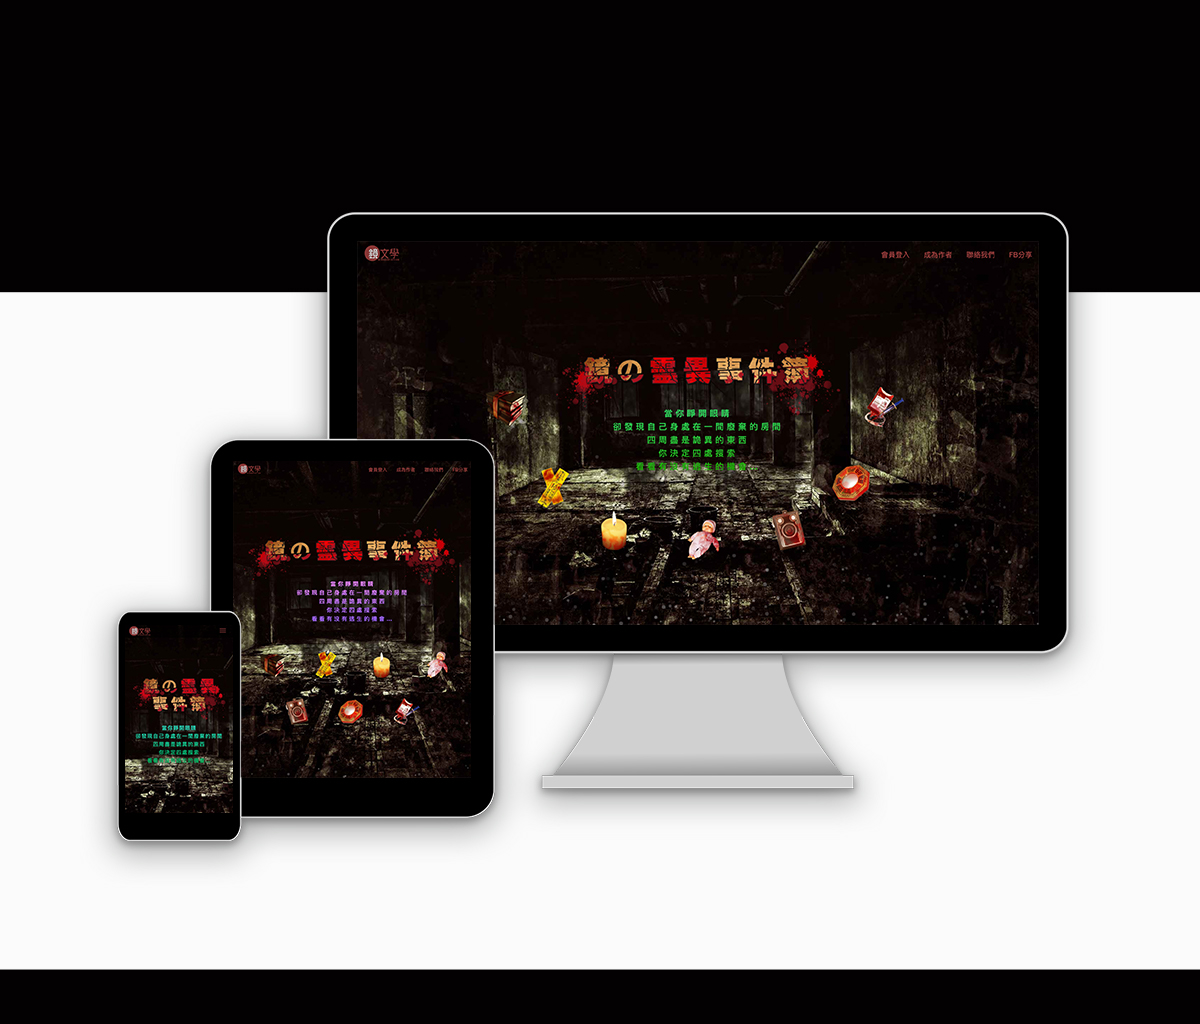 鏡文學
會員登入 成為作者 聯絡我們 FB分享
鏡の靈異事件簿
當你睜開眼睛
卻發現自己身處在一間廢棄的房間
四周盡是詭異的東西
你決定四處搜索
看看有沒有逃生的機會...
鏡文學
會員登入 成為作者 聯絡我們 FB分享
鏡の靈異事件簿
當你睜開眼睛
卻發現自己身處在一間廢棄的房間
四周盡是詭異的東西
你決定四處搜索
看看有沒有逃生的機會...
鏡文學
鏡の靈異
事件簿
當你睜開眼睛
卻發現自己身處在一間廢棄的房間
四周盡是詭異的東西
你決定四處搜索
看看有沒有逃生的機會...